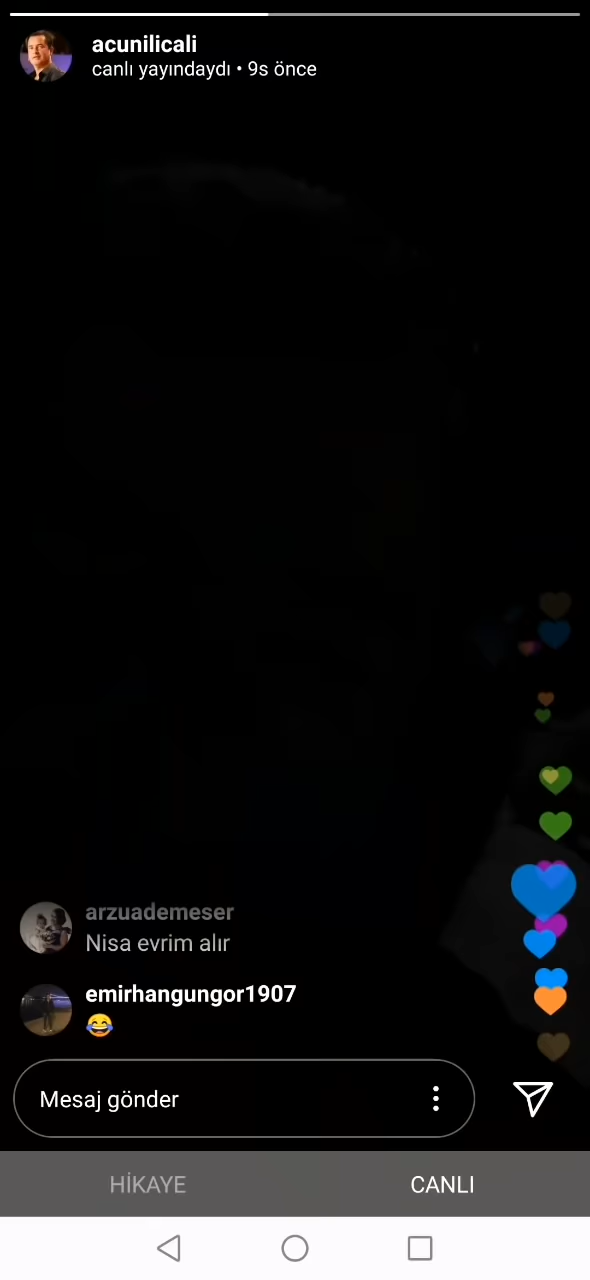 acunilicali
canlı yayındaydı • 9s önce
arzuademeser
Nisa evrim alır
emirhangungor1907
😂
Mesaj gönder
HİKAYE
CANLI